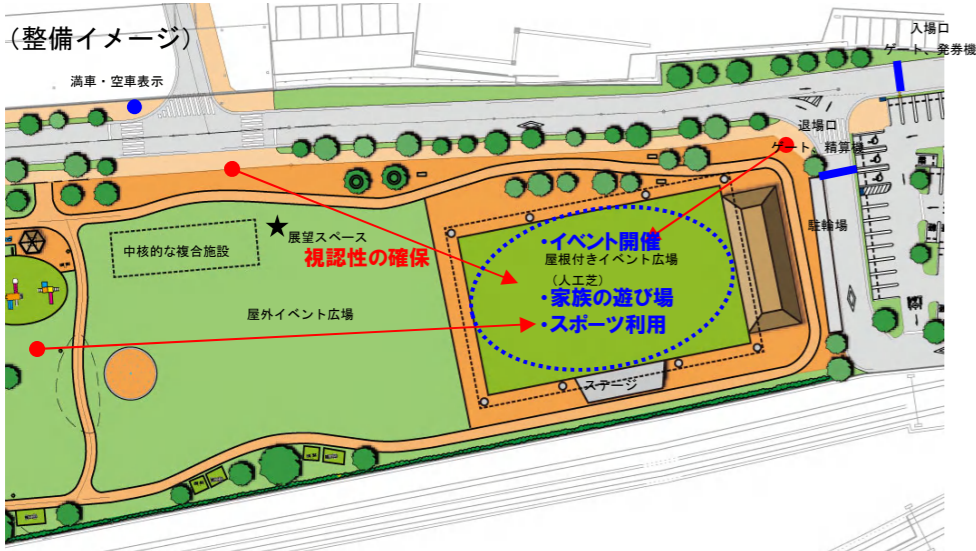 （整備イメージ）
満車・空車表示
入場口
ゲート、発券機
退場口
ゲート、精算機
駐輪場
中核的な複合施設
展望スペース
視認性の確保
屋外イベント広場
・イベント開催
屋根付きイベント広場
（人工芝）
・家族の遊び場
・スポーツ利用
ステージ